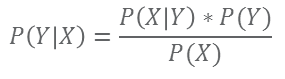 P(Y|X) = P(X|Y) * P(Y) / P(X)